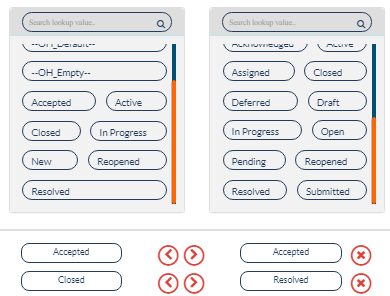 Search lookup value..
--OH_Default--
--OH_Empty--
Accepted Active
Closed In Progress
New Reopened
Resolved
Search lookup value..
Acknowledged Active
Assigned Closed
Deferred Draft
In Progress Open
Pending Reopened
Resolved Submitted
Accepted Accepted
Closed Resolved